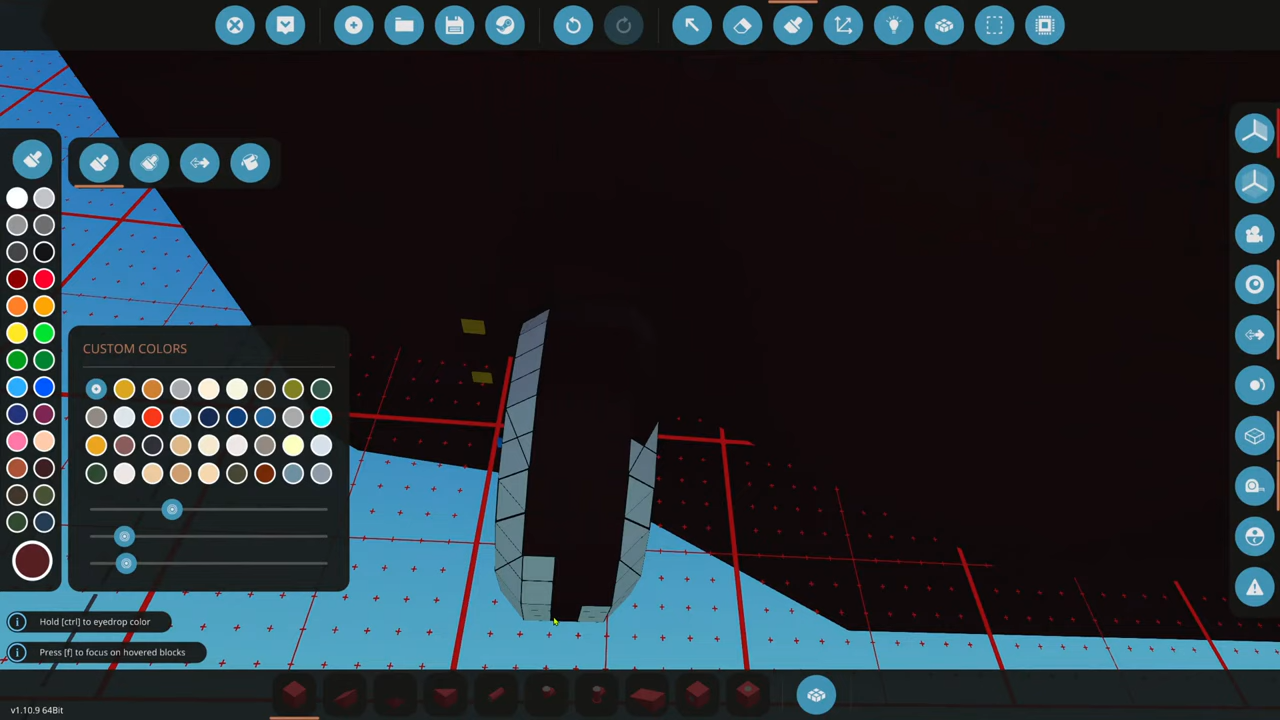 CUSTOM COLORS
Hold [ctrl] to eyedrop color
Press [f] to focus on hovered blocks
v1.10.9 64Bit